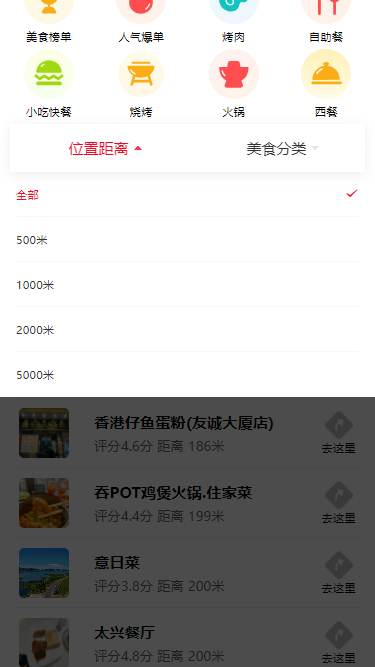 美食榜单 人气爆单 烤肉 自助餐
小吃快餐 烧烤 火锅 西餐
位置距离 美食分类
全部
500米
1000米
2000米
5000米
香港仔鱼蛋粉(友诚大厦店)
评分4.6分 距离 186米
去这里
吞POT鸡煲火锅.住家菜
评分4.4分 距离 199米
去这里
意日菜
评分3.8分 距离 200米
去这里
太兴餐厅
评分4.8分 距离 200米
去这里